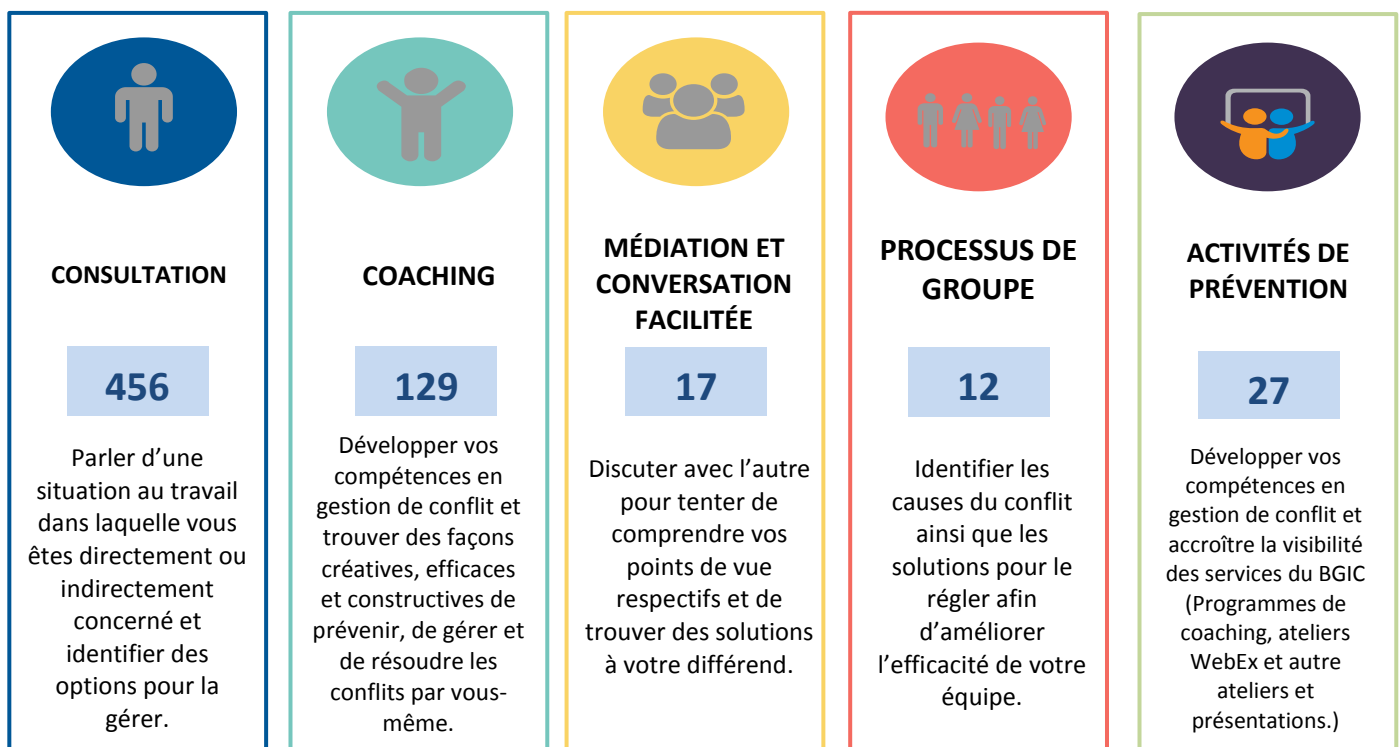 CONSULTATION
456
Parler d’une
situation au travail
dans laquelle vous
êtes directement ou
indirectement
concerné et
identifier des
options pour la
gérer.
COACHING
129
Développer vos
compétences en
gestion de conflit et
trouver des façons
créatives, efficaces
et constructives de
prévenir, de gérer et
de résoudre les
conflits par vous-
même.
MÉDIATION ET
CONVERSATION
FACILITÉE
17
Discuter avec l’autre
pour tenter de
comprendre vos
points de vue
respectifs et de
trouver des solutions
à votre différend.
PROCESSUS DE
GROUPE
12
Identifier les
causes du conflit
ainsi que les
solutions pour le
régler afin
d’améliorer
l’efficacité de votre
équipe.
ACTIVITÉS DE
PRÉVENTION
27
Développer vos
compétences en
gestion de conflit et
accroître la visibilité
des services du BGIC
(Programmes de
coaching, ateliers
WebEx et autre
ateliers et
présentations.)